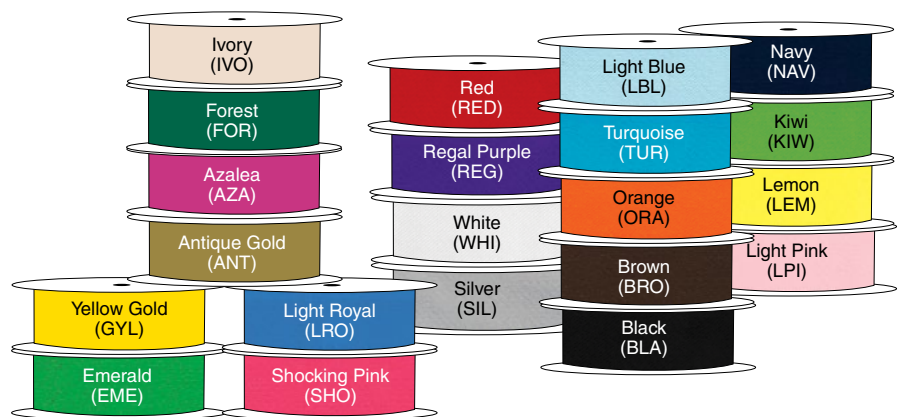 Ivory
(IVO)
Forest
(FOR)
Azalea
(AZA)
Antique Gold
(ANT)
Yellow Gold
(GYL)
Emerald
(EME)
Light Royal
(LRO)
Shocking Pink
(SHO)
Red
(RED)
Regal Purple
(REG)
White
(WHI)
Silver
(SIL)
Light Blue
(LBL)
Turquoise
(TUR)
Orange
(ORA)
Brown
(BRO)
Black
(BLA)
Navy
(NAV)
Kiwi
(KIW)
Lemon
(LEM)
Light Pink
(LPI)